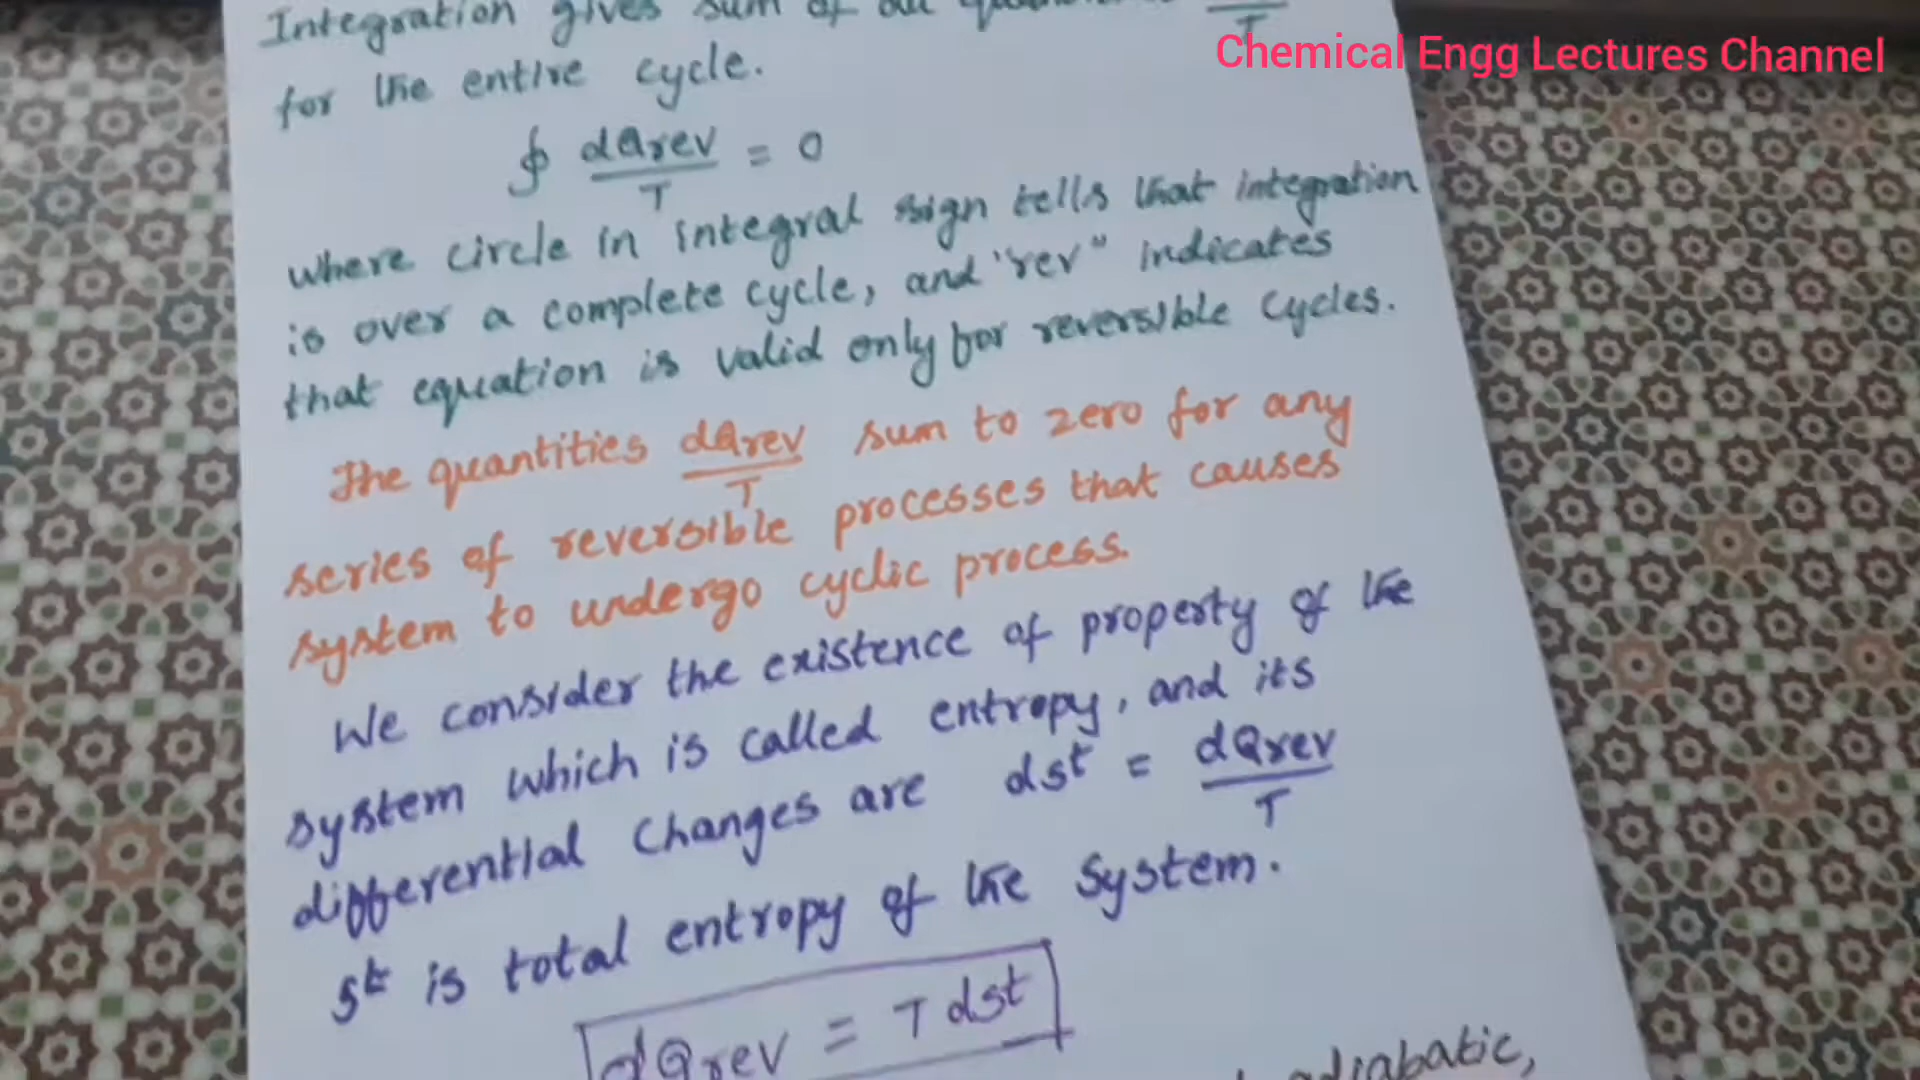 Integration gives sum of all
T
Chemical Engg Lectures Channel
for the entire cycle.
∮ dQrev/T = 0
where circle in integral sign tells that integration
is over a complete cycle, and "rev" indicates
that equation is valid only for reversible cycles.
The quantities dQrev/T sum to zero for any
series of reversible processes that causes
system to undergo cyclic process.
We consider the existence of property of the
system which is called entropy, and its
differential changes are dSᵗ = dQrev/T
Sᵗ is total entropy of the system.
dQrev = T dSᵗ
adiabatic,